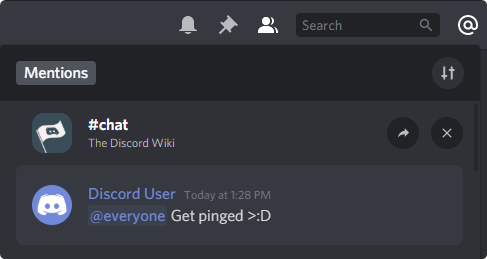 Search
Mentions
#chat
The Discord Wiki
Discord User Today at 1:28 PM
@everyone Get pinged >:D